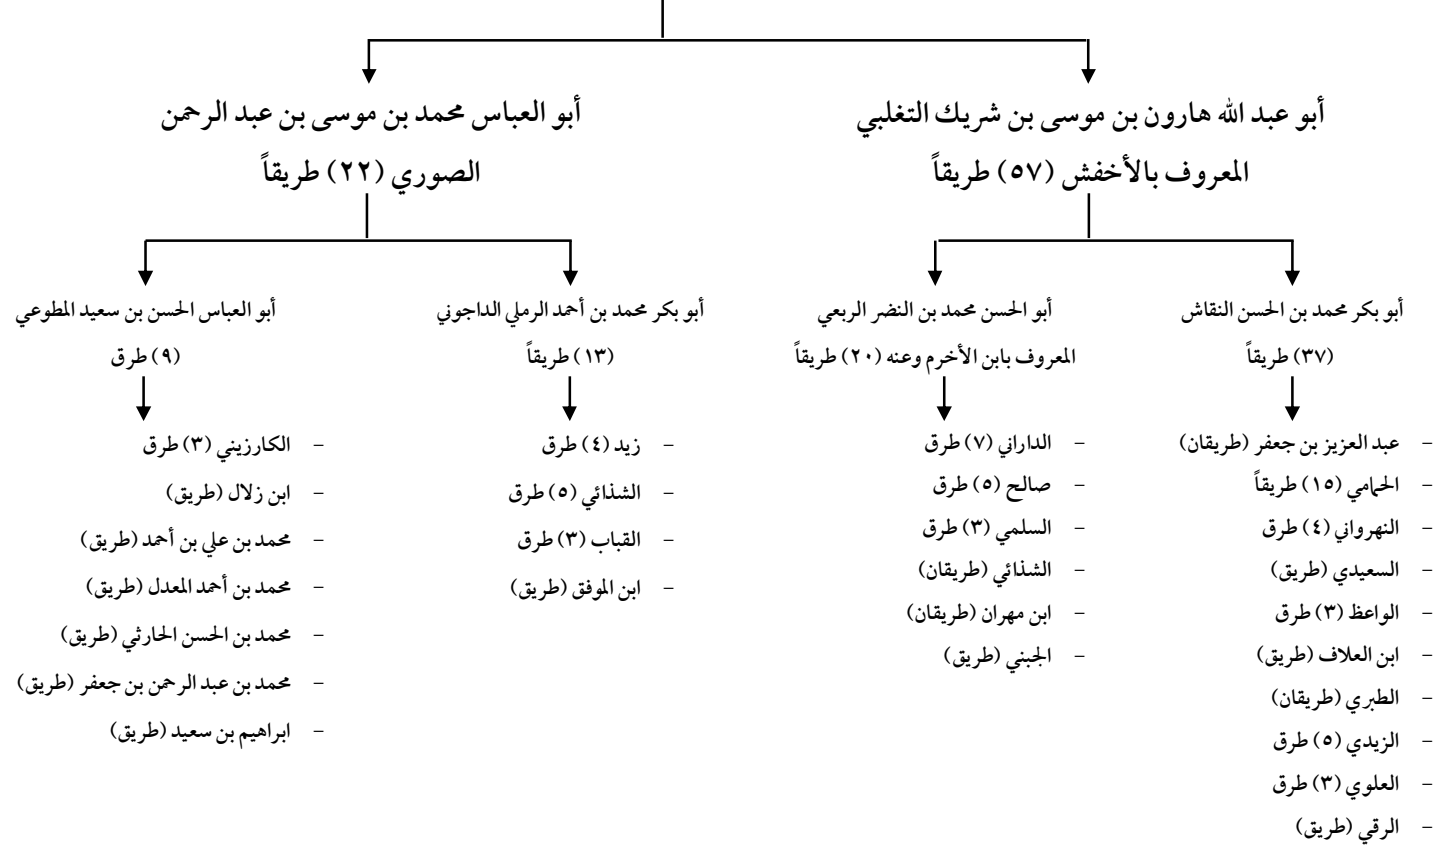 أبو عبد الله هارون بن موسى بن شريك التغلبي
المعروف بالأخفش (٥٧) طريقاً
أبو العباس محمد بن موسى بن عبد الرحمن
الصوري (٢٢) طريقاً
أبو بكر محمد بن الحسن النقاش
(٣٧) طريقاً
- عبد العزيز بن جعفر (طريقان)
- الحمامي (١٥) طريقاً
- النهرواني (٤) طرق
- السعيدي (طريق)
- الواعظ (٣) طرق
- ابن العلاف (طريق)
- الطبري (طريقان)
- الزيدي (٥) طرق
- العلوي (٣) طرق
- الرقي (طريق)
أبو الحسن محمد بن النضر الربعي
المعروف بابن الأخرم وعنه (٢٠) طريقاً
- الداراني (٧) طرق
- صالح (٥) طرق
- السلمي (٣) طرق
- الشذائي (طريقان)
- ابن مهران (طريقان)
- الجبني (طريق)
أبو بكر محمد بن أحمد الرملي الداجوني
(١٣) طريقاً
- زيد (٤) طرق
- الشذائي (٥) طرق
- القباب (٣) طرق
- ابن الموفق (طريق)
أبو العباس الحسن بن سعيد المطوعي
(٩) طرق
- الكارزيني (٣) طرق
- ابن زلال (طريق)
- محمد بن علي بن أحمد (طريق)
- محمد بن أحمد المعدل (طريق)
- محمد بن الحسن الحارثي (طريق)
- محمد بن عبد الرحمن بن جعفر (طريق)
- ابراهيم بن سعيد (طريق)